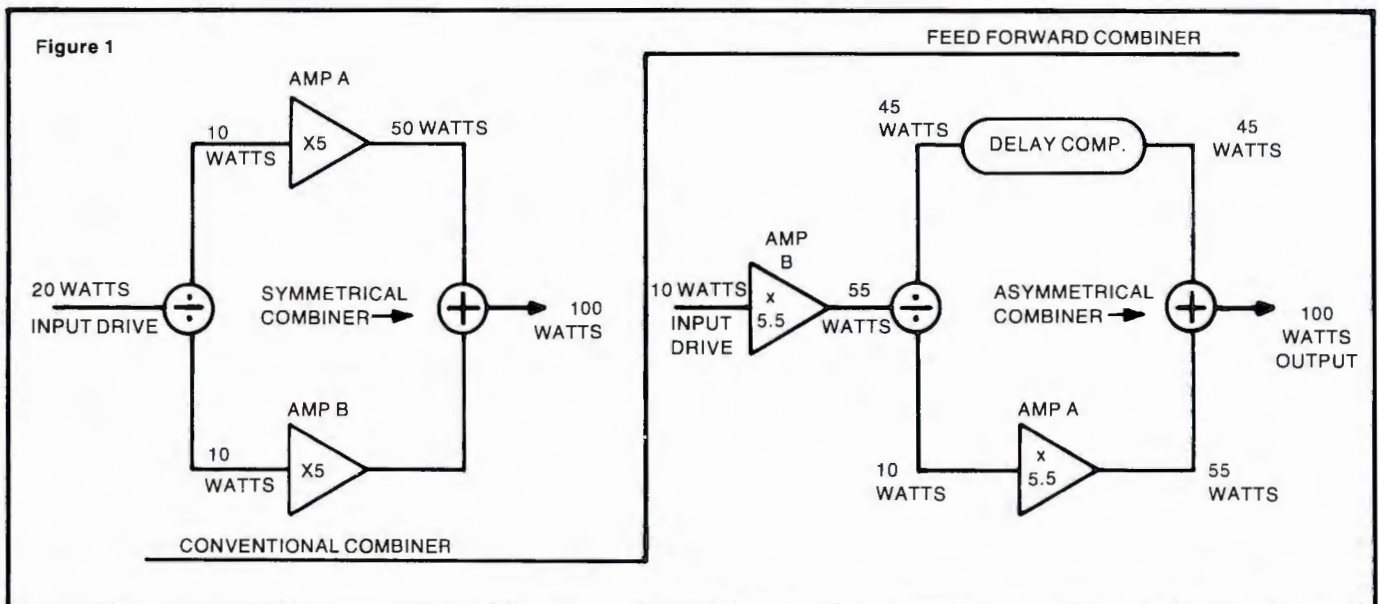 Figure 1
AMP A
10
WATTS
X5
50 WATTS
20 WATTS
INPUT DRIVE
÷
SYMMETRICAL
COMBINER
+
100
WATTS
AMP B
10
WATTS
X5
CONVENTIONAL COMBINER
FEED FORWARD COMBINER
45
WATTS
DELAY COMP.
45
WATTS
AMP
B
10 WATTS
INPUT
DRIVE
x
5.5
55
WATTS
÷
ASYMMETRICAL
COMBINER
+
100
WATTS
OUTPUT
AMP A
10
WATTS
x
5.5
55
WATTS